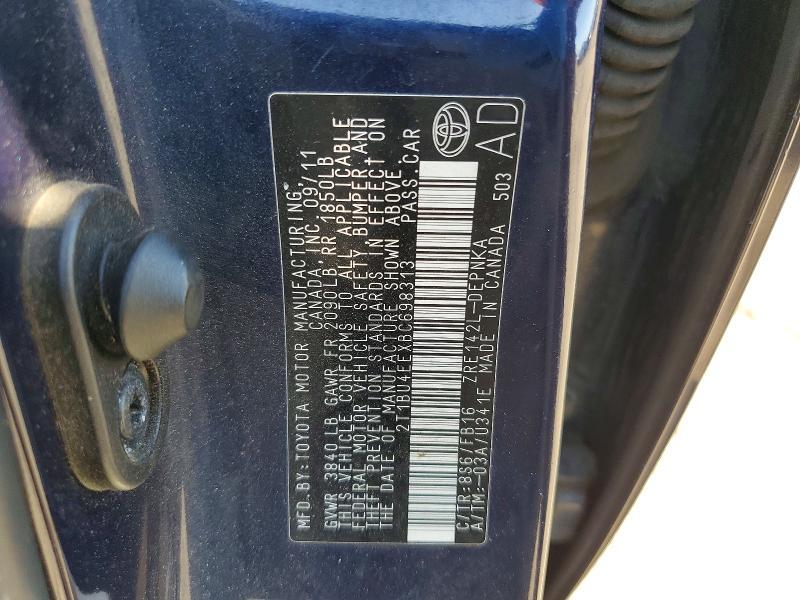 MFD.BY:TOYOTA MOTOR MANUFACTURING,
CANADA,INC. 09/11
GVWR 3840 LB GAWR FR 2090LB RR 1850LB
THIS VEHICLE CONFORMS TO ALL APPLICABLE
FEDERAL MOTOR VEHICLE SAFETY, BUMPER, AND
THEFT PREVENTION STANDARDS IN EFFECT ON
THE DATE OF MANUFACTURE SHOWN ABOVE.
2T1BU4EEXBC698313 PASS.CAR
C/TR:8S6/FB16 ZRE142L-DEPNKA
A/TM:-03A/U341E MADE IN CANADA 503
AD